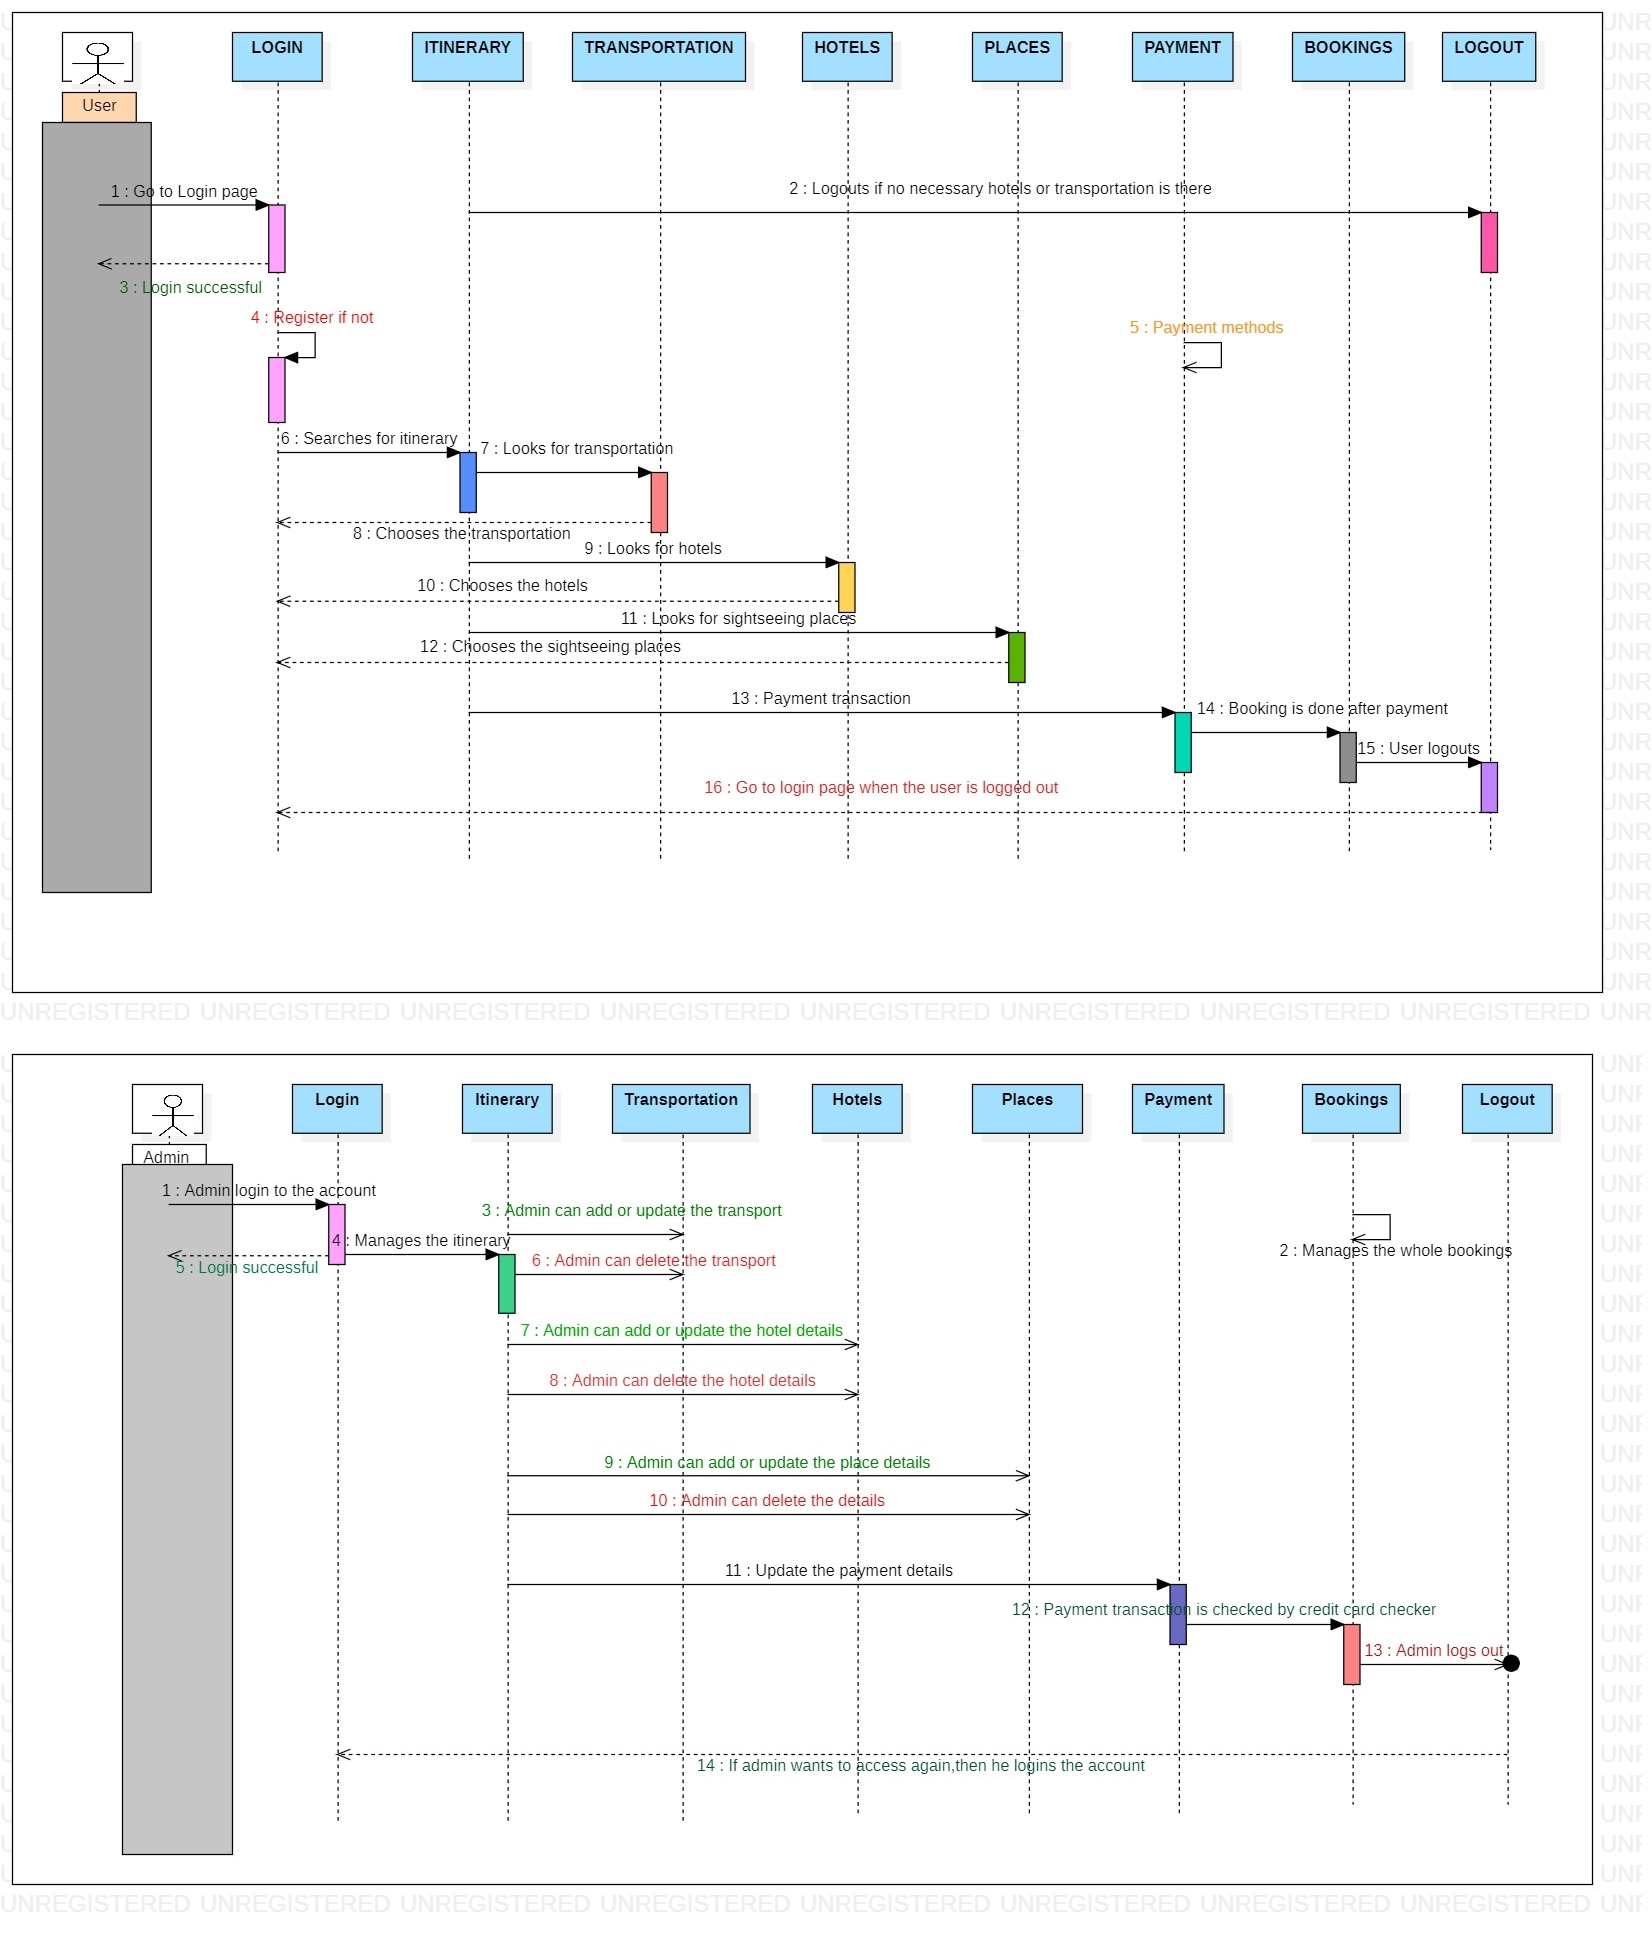 LOGIN ITINERARY TRANSPORTATION HOTELS PLACES PAYMENT BOOKINGS LOGOUT
User
1 : Go to Login page
2 : Logouts if no necessary hotels or transportation is there
3 : Login successful
4 : Register if not
5 : Payment methods
6 : Searches for itinerary
7 : Looks for transportation
8 : Chooses the transportation
9 : Looks for hotels
10 : Chooses the hotels
11 : Looks for sightseeing places
12 : Chooses the sightseeing places
13 : Payment transaction
14 : Booking is done after payment
15 : User logouts
16 : Go to login page when the user is logged out
UNREGISTERED UNREGISTERED UNREGISTERED UNREGISTERED UNREGISTERED UNREGISTERED UNREGISTERED UNREGISTERED UNR
Login Itinerary Transportation Hotels Places Payment Bookings Logout
Admin
1 : Admin login to the account
3 : Admin can add or update the transport
4 : Manages the itinerary
2 : Manages the whole bookings
5 : Login successful
6 : Admin can delete the transport
7 : Admin can add or update the hotel details
8 : Admin can delete the hotel details
9 : Admin can add or update the place details
10 : Admin can delete the details
11 : Update the payment details
12 : Payment transaction is checked by credit card checker
13 : Admin logs out
14 : If admin wants to access again,then he logins the account
UNREGISTERED UNREGISTERED UNREGISTERED UNREGISTERED UNREGISTERED UNREGISTERED UNREGISTERED UNREGISTERED UNR